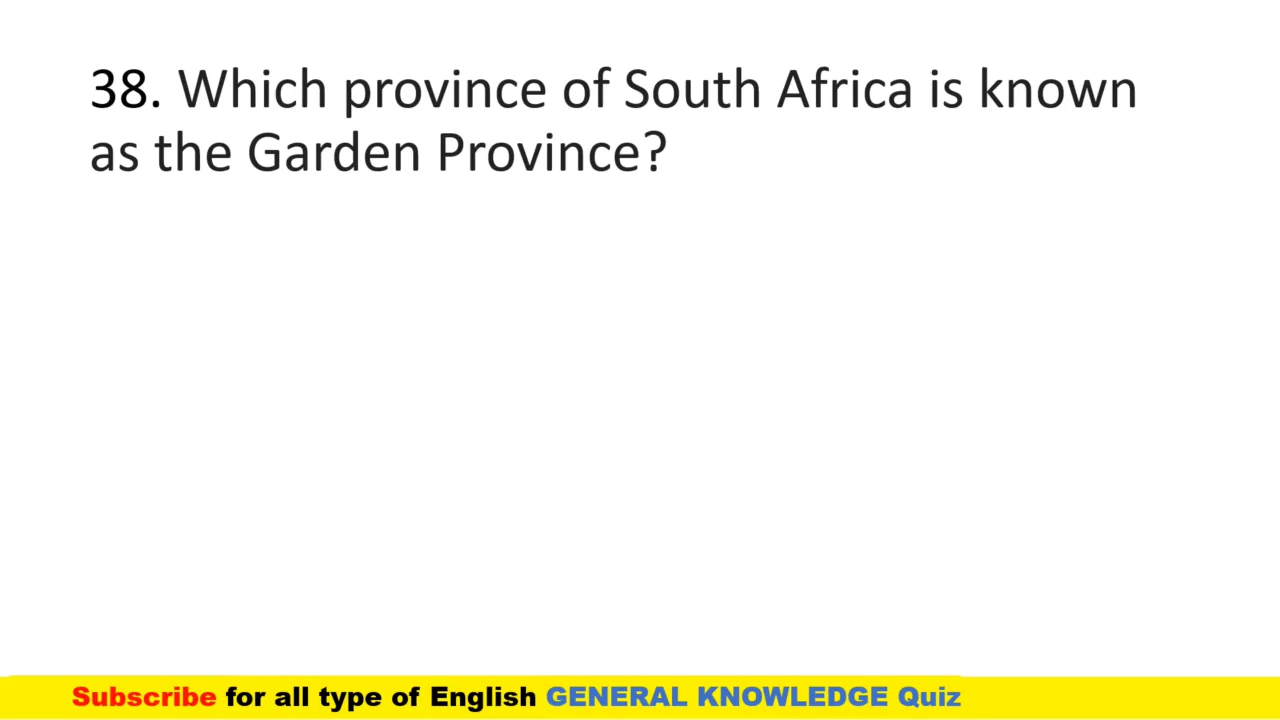 38. Which province of South Africa is known
as the Garden Province?
Subscribe for all type of English GENERAL KNOWLEDGE Quiz